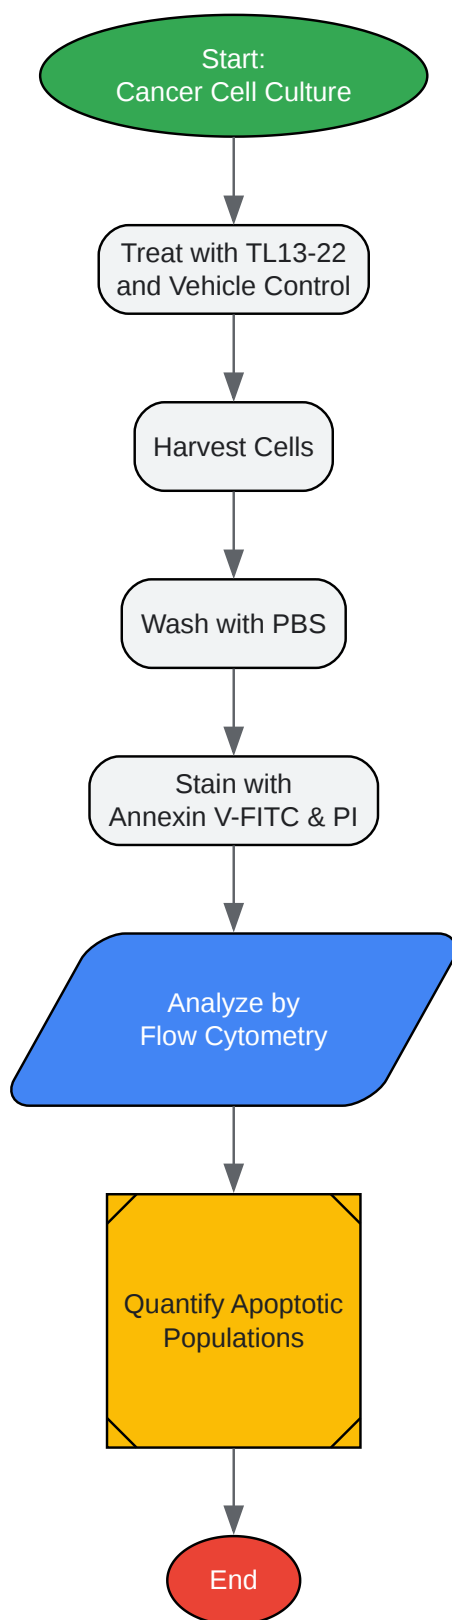 Start:
Cancer Cell Culture
Treat with TL13-22
and Vehicle Control
Harvest Cells
Wash with PBS
Stain with
Annexin V-FITC & PI
Analyze by
Flow Cytometry
Quantify Apoptotic
Populations
End